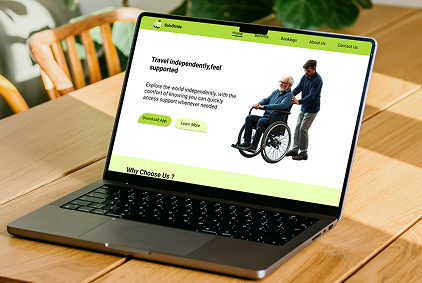 SoloStride
Home Services Bookings About Us Contact Us
Travel independently,feel
supported
Explore the world independently, with the
comfort of knowing you can quickly
access support whenever needed
Download App Learn More
Why Choose Us ?